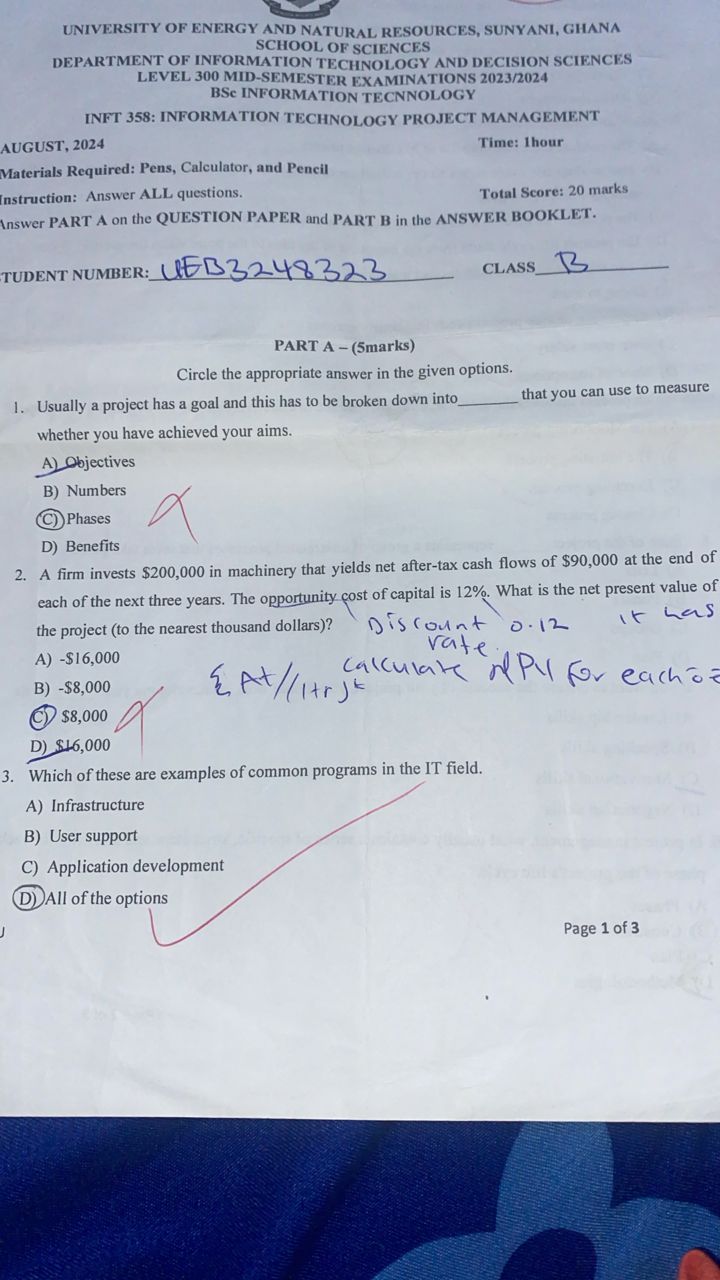 UNIVERSITY OF ENERGY AND NATURAL RESOURCES, SUNYANI, GHANA
SCHOOL OF SCIENCES
DEPARTMENT OF INFORMATION TECHNOLOGY AND DECISION SCIENCES
LEVEL 300 MID-SEMESTER EXAMINATIONS 2023/2024
BSc INFORMATION TECNNOLOGY
INFT 358: INFORMATION TECHNOLOGY PROJECT MANAGEMENT
AUGUST, 2024 Time: 1hour
Materials Required: Pens, Calculator, and Pencil
Instruction: Answer ALL questions. Total Score: 20 marks
Answer PART A on the QUESTION PAPER and PART B in the ANSWER BOOKLET.
STUDENT NUMBER: UEB3248323 CLASS B
PART A – (5marks)
Circle the appropriate answer in the given options.
1. Usually a project has a goal and this has to be broken down into_______ that you can use to measure
whether you have achieved your aims.
A) Objectives
B) Numbers
C) Phases
D) Benefits
2. A firm invests $200,000 in machinery that yields net after-tax cash flows of $90,000 at the end of
each of the next three years. The opportunity cost of capital is 12%. What is the net present value of
the project (to the nearest thousand dollars)? Discount 0.12 it has
rate.
A) -$16,000
calculate NPV for each
B) -$8,000 Σ At/(1+r)t
C) $8,000
D) $16,000
3. Which of these are examples of common programs in the IT field.
A) Infrastructure
B) User support
C) Application development
D) All of the options
Page 1 of 3